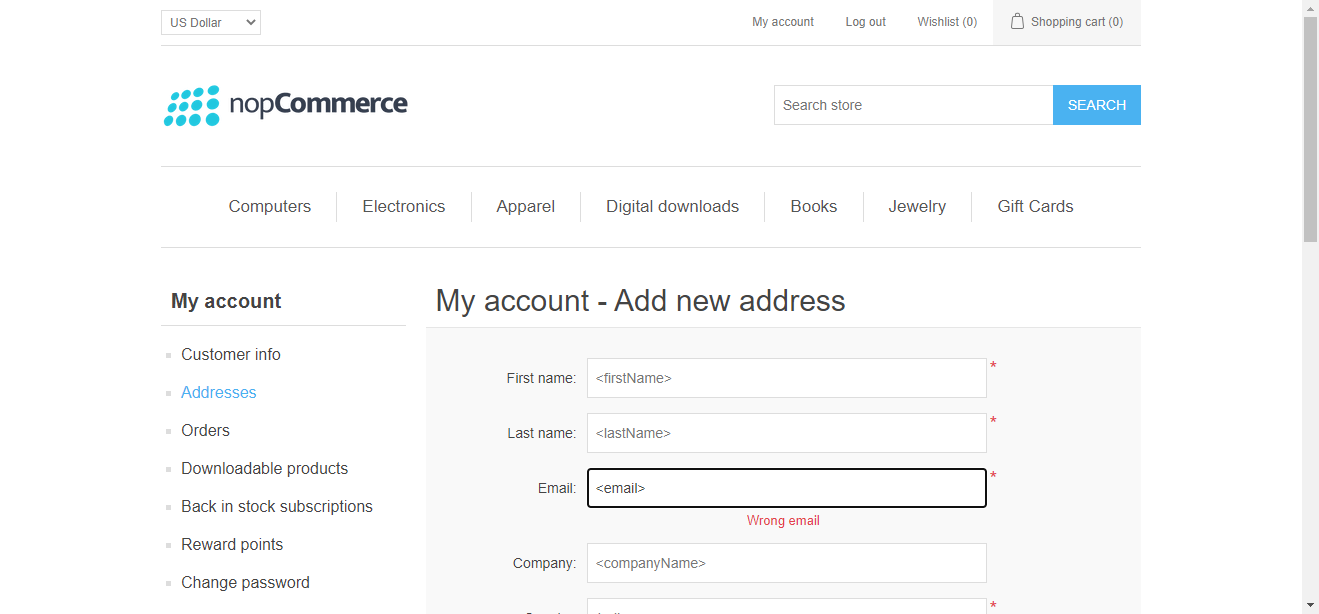 US Dollar
My account
Log out
Wishlist (0)
Shopping cart (0)
nopCommerce
Search store
SEARCH
Computers
Electronics
Apparel
Digital downloads
Books
Jewelry
Gift Cards
My account
Customer info
Addresses
Orders
Downloadable products
Back in stock subscriptions
Reward points
Change password
My account - Add new address
First name: <firstName> *
Last name: <lastName> *
Email: <email> *
Wrong email
Company: <companyName>
*